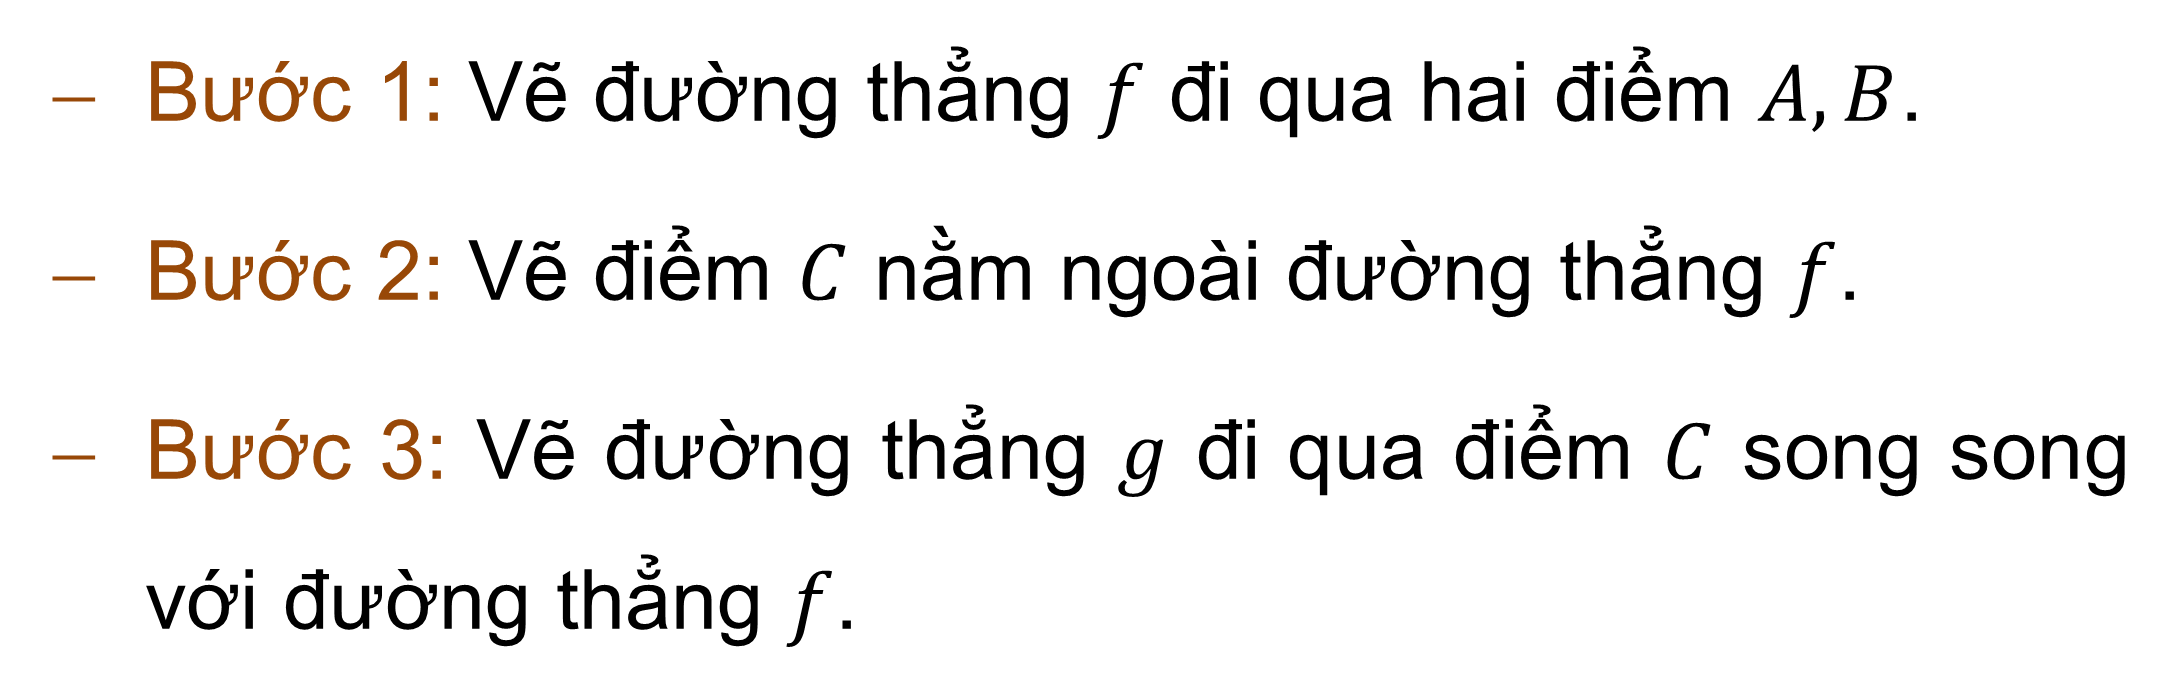 – Bước 1: Vẽ đường thẳng f đi qua hai điểm A, B.
– Bước 2: Vẽ điểm C nằm ngoài đường thẳng f.
– Bước 3: Vẽ đường thẳng g đi qua điểm C song song
với đường thẳng f.